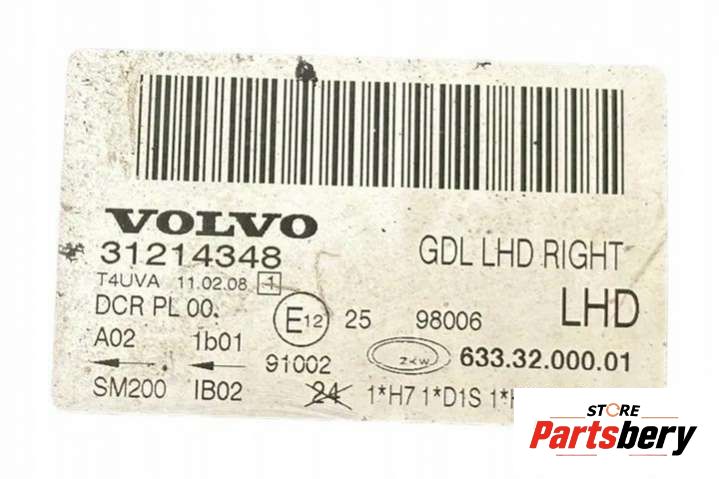 VOLVO
31214348 GDL LHD RIGHT
T4UVA 11.02.08 1
DCR PL 00. E12 25 98006 LHD
A02 1b01 91002 ZKW 633.32.000.01
SM200 IB02 24 1*H7 1*D1S
STORE
Partsbery